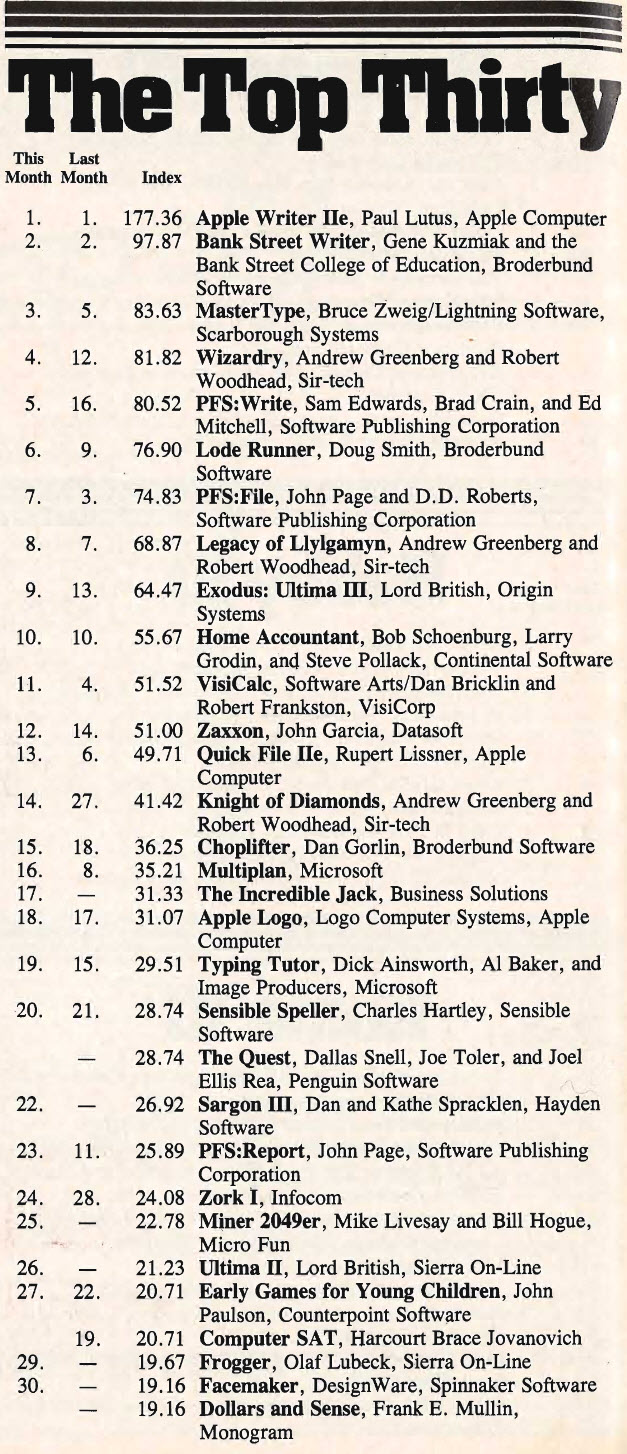 The Top Thirty
This Last
Month Month Index
1. 1. 177.36 Apple Writer IIe, Paul Lutus, Apple Computer
2. 2. 97.87 Bank Street Writer, Gene Kuzmiak and the
Bank Street College of Education, Broderbund
Software
3. 5. 83.63 MasterType, Bruce Zweig/Lightning Software,
Scarborough Systems
4. 12. 81.82 Wizardry, Andrew Greenberg and Robert
Woodhead, Sir-tech
5. 16. 80.52 PFS:Write, Sam Edwards, Brad Crain, and Ed
Mitchell, Software Publishing Corporation
6. 9. 76.90 Lode Runner, Doug Smith, Broderbund
Software
7. 3. 74.83 PFS:File, John Page and D.D. Roberts,
Software Publishing Corporation
8. 7. 68.87 Legacy of Llylgamyn, Andrew Greenberg and
Robert Woodhead, Sir-tech
9. 13. 64.47 Exodus: Ultima III, Lord British, Origin
Systems
10. 10. 55.67 Home Accountant, Bob Schoenburg, Larry
Grodin, and Steve Pollack, Continental Software
11. 4. 51.52 VisiCalc, Software Arts/Dan Bricklin and
Robert Frankston, VisiCorp
12. 14. 51.00 Zaxxon, John Garcia, Datasoft
13. 6. 49.71 Quick File IIe, Rupert Lissner, Apple
Computer
14. 27. 41.42 Knight of Diamonds, Andrew Greenberg and
Robert Woodhead, Sir-tech
15. 18. 36.25 Choplifter, Dan Gorlin, Broderbund Software
16. 8. 35.21 Multiplan, Microsoft
17. — 31.33 The Incredible Jack, Business Solutions
18. 17. 31.07 Apple Logo, Logo Computer Systems, Apple
Computer
19. 15. 29.51 Typing Tutor, Dick Ainsworth, Al Baker, and
Image Producers, Microsoft
20. 21. 28.74 Sensible Speller, Charles Hartley, Sensible
Software
— 28.74 The Quest, Dallas Snell, Joe Toler, and Joel
Ellis Rea, Penguin Software
22. — 26.92 Sargon III, Dan and Kathe Spracklen, Hayden
Software
23. 11. 25.89 PFS:Report, John Page, Software Publishing
Corporation
24. 28. 24.08 Zork I, Infocom
25. — 22.78 Miner 2049er, Mike Livesay and Bill Hogue,
Micro Fun
26. — 21.23 Ultima II, Lord British, Sierra On-Line
27. 22. 20.71 Early Games for Young Children, John
Paulson, Counterpoint Software
19. 20.71 Computer SAT, Harcourt Brace Jovanovich
29. — 19.67 Frogger, Olaf Lubeck, Sierra On-Line
30. — 19.16 Facemaker, DesignWare, Spinnaker Software
— 19.16 Dollars and Sense, Frank E. Mullin,
Monogram